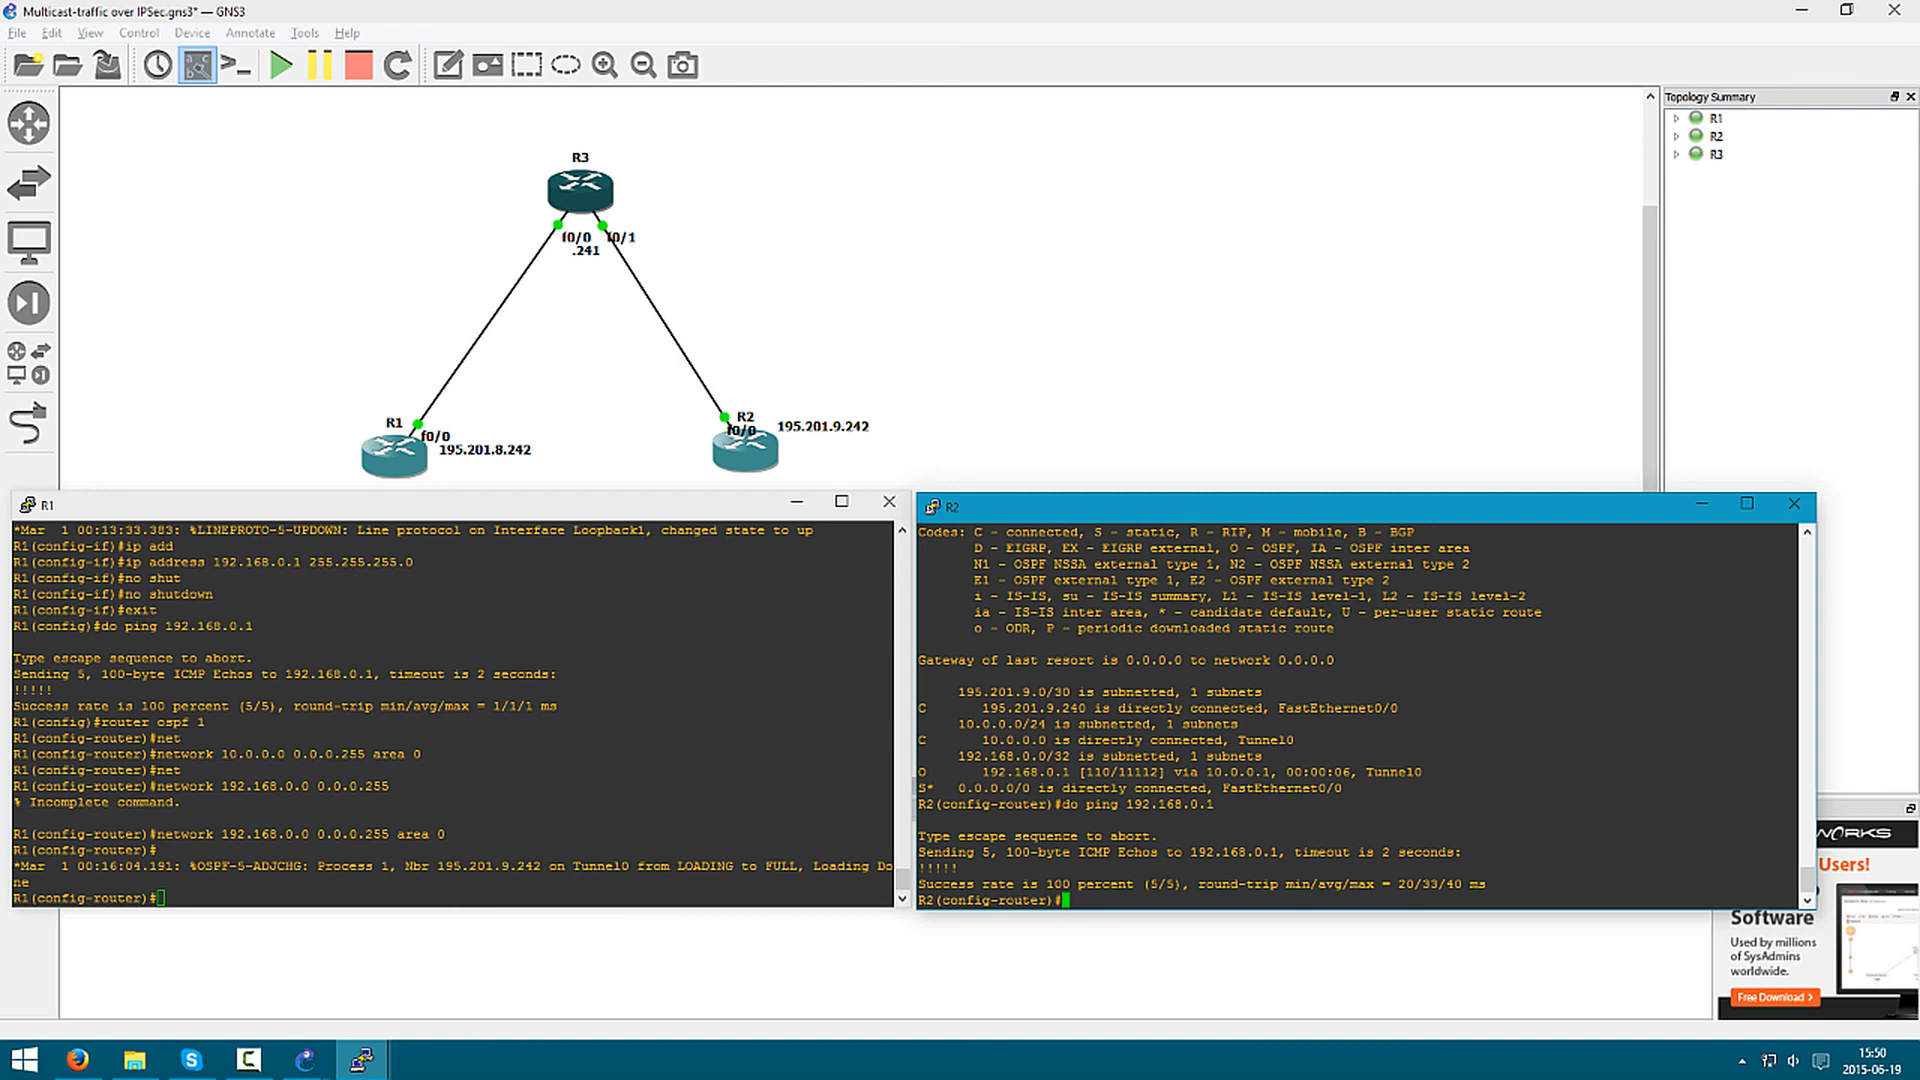 Multicast-traffic over IPSec.gns3* — GNS3
File Edit View Control Device Annotate Tools Help
Topology Summary
R1
R2
R3
R3
f0/0 f0/1
.241
R1
f0/0
195.201.8.242
R2
f0/0
195.201.9.242
R1
*Mar  1 00:13:33.383: %LINEPROTO-5-UPDOWN: Line protocol on Interface Loopback1, changed state to up
R1(config-if)#ip add
R1(config-if)#ip address 192.168.0.1 255.255.255.0
R1(config-if)#no shut
R1(config-if)#no shutdown
R1(config-if)#exit
R1(config)#do ping 192.168.0.1
Type escape sequence to abort.
Sending 5, 100-byte ICMP Echos to 192.168.0.1, timeout is 2 seconds:
!!!!!
Success rate is 100 percent (5/5), round-trip min/avg/max = 1/1/1 ms
R1(config)#router ospf 1
R1(config-router)#net
R1(config-router)#network 10.0.0.0 0.0.0.255 area 0
R1(config-router)#net
R1(config-router)#network 192.168.0.0 0.0.0.255
% Incomplete command.
R1(config-router)#network 192.168.0.0 0.0.0.255 area 0
R1(config-router)#
*Mar  1 00:16:04.191: %OSPF-5-ADJCHG: Process 1, Nbr 195.201.9.242 on Tunnel0 from LOADING to FULL, Loading Do
ne
R1(config-router)#
R2
Codes: C - connected, S - static, R - RIP, M - mobile, B - BGP
D - EIGRP, EX - EIGRP external, O - OSPF, IA - OSPF inter area
N1 - OSPF NSSA external type 1, N2 - OSPF NSSA external type 2
E1 - OSPF external type 1, E2 - OSPF external type 2
i - IS-IS, su - IS-IS summary, L1 - IS-IS level-1, L2 - IS-IS level-2
ia - IS-IS inter area, * - candidate default, U - per-user static route
o - ODR, P - periodic downloaded static route
Gateway of last resort is 0.0.0.0 to network 0.0.0.0
195.201.9.0/30 is subnetted, 1 subnets
C 195.201.9.240 is directly connected, FastEthernet0/0
10.0.0.0/24 is subnetted, 1 subnets
C 10.0.0.0 is directly connected, Tunnel0
192.168.0.0/32 is subnetted, 1 subnets
O 192.168.0.1 [110/11112] via 10.0.0.1, 00:00:06, Tunnel0
S* 0.0.0.0/0 is directly connected, FastEthernet0/0
R2(config-router)#do ping 192.168.0.1
Type escape sequence to abort.
Sending 5, 100-byte ICMP Echos to 192.168.0.1, timeout is 2 seconds:
!!!!!
Success rate is 100 percent (5/5), round-trip min/avg/max = 20/33/40 ms
R2(config-router)#
Users!
Software
Used by millions
of SysAdmins
worldwide.
Free Download >
15:50
2015-06-19